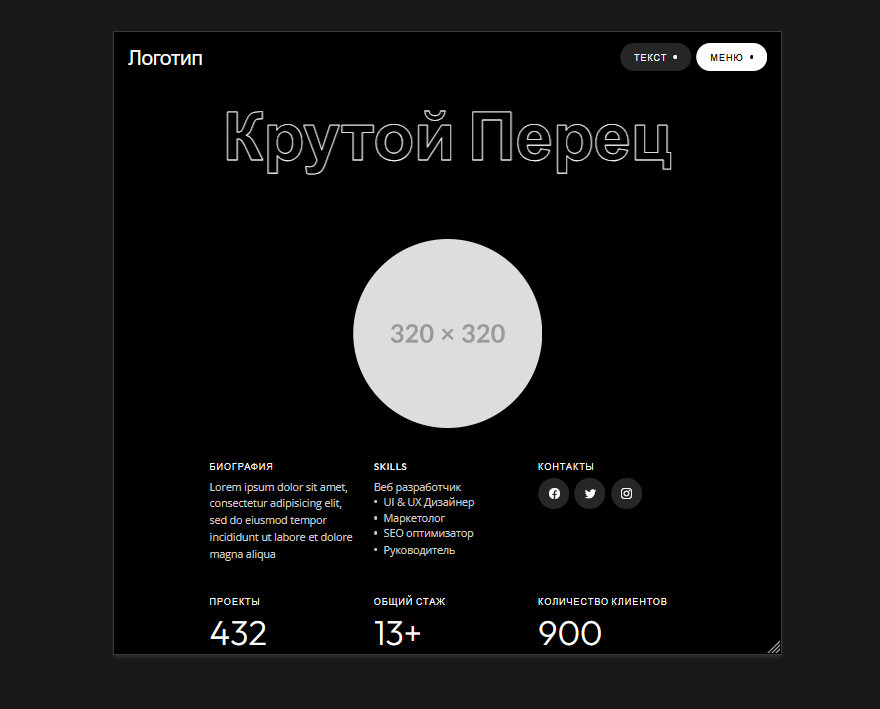 Логотип
ТЕКСТ •
МЕНЮ •
Крутой Перец
320 × 320
БИОГРАФИЯ
Lorem ipsum dolor sit amet,
consectetur adipisicing elit,
sed do eiusmod tempor
incididunt ut labore et dolore
magna aliqua
SKILLS
Веб разработчик
• UI & UX Дизайнер
• Маркетолог
• SEO оптимизатор
• Руководитель
КОНТАКТЫ
ПРОЕКТЫ
432
ОБЩИЙ СТАЖ
13+
КОЛИЧЕСТВО КЛИЕНТОВ
900